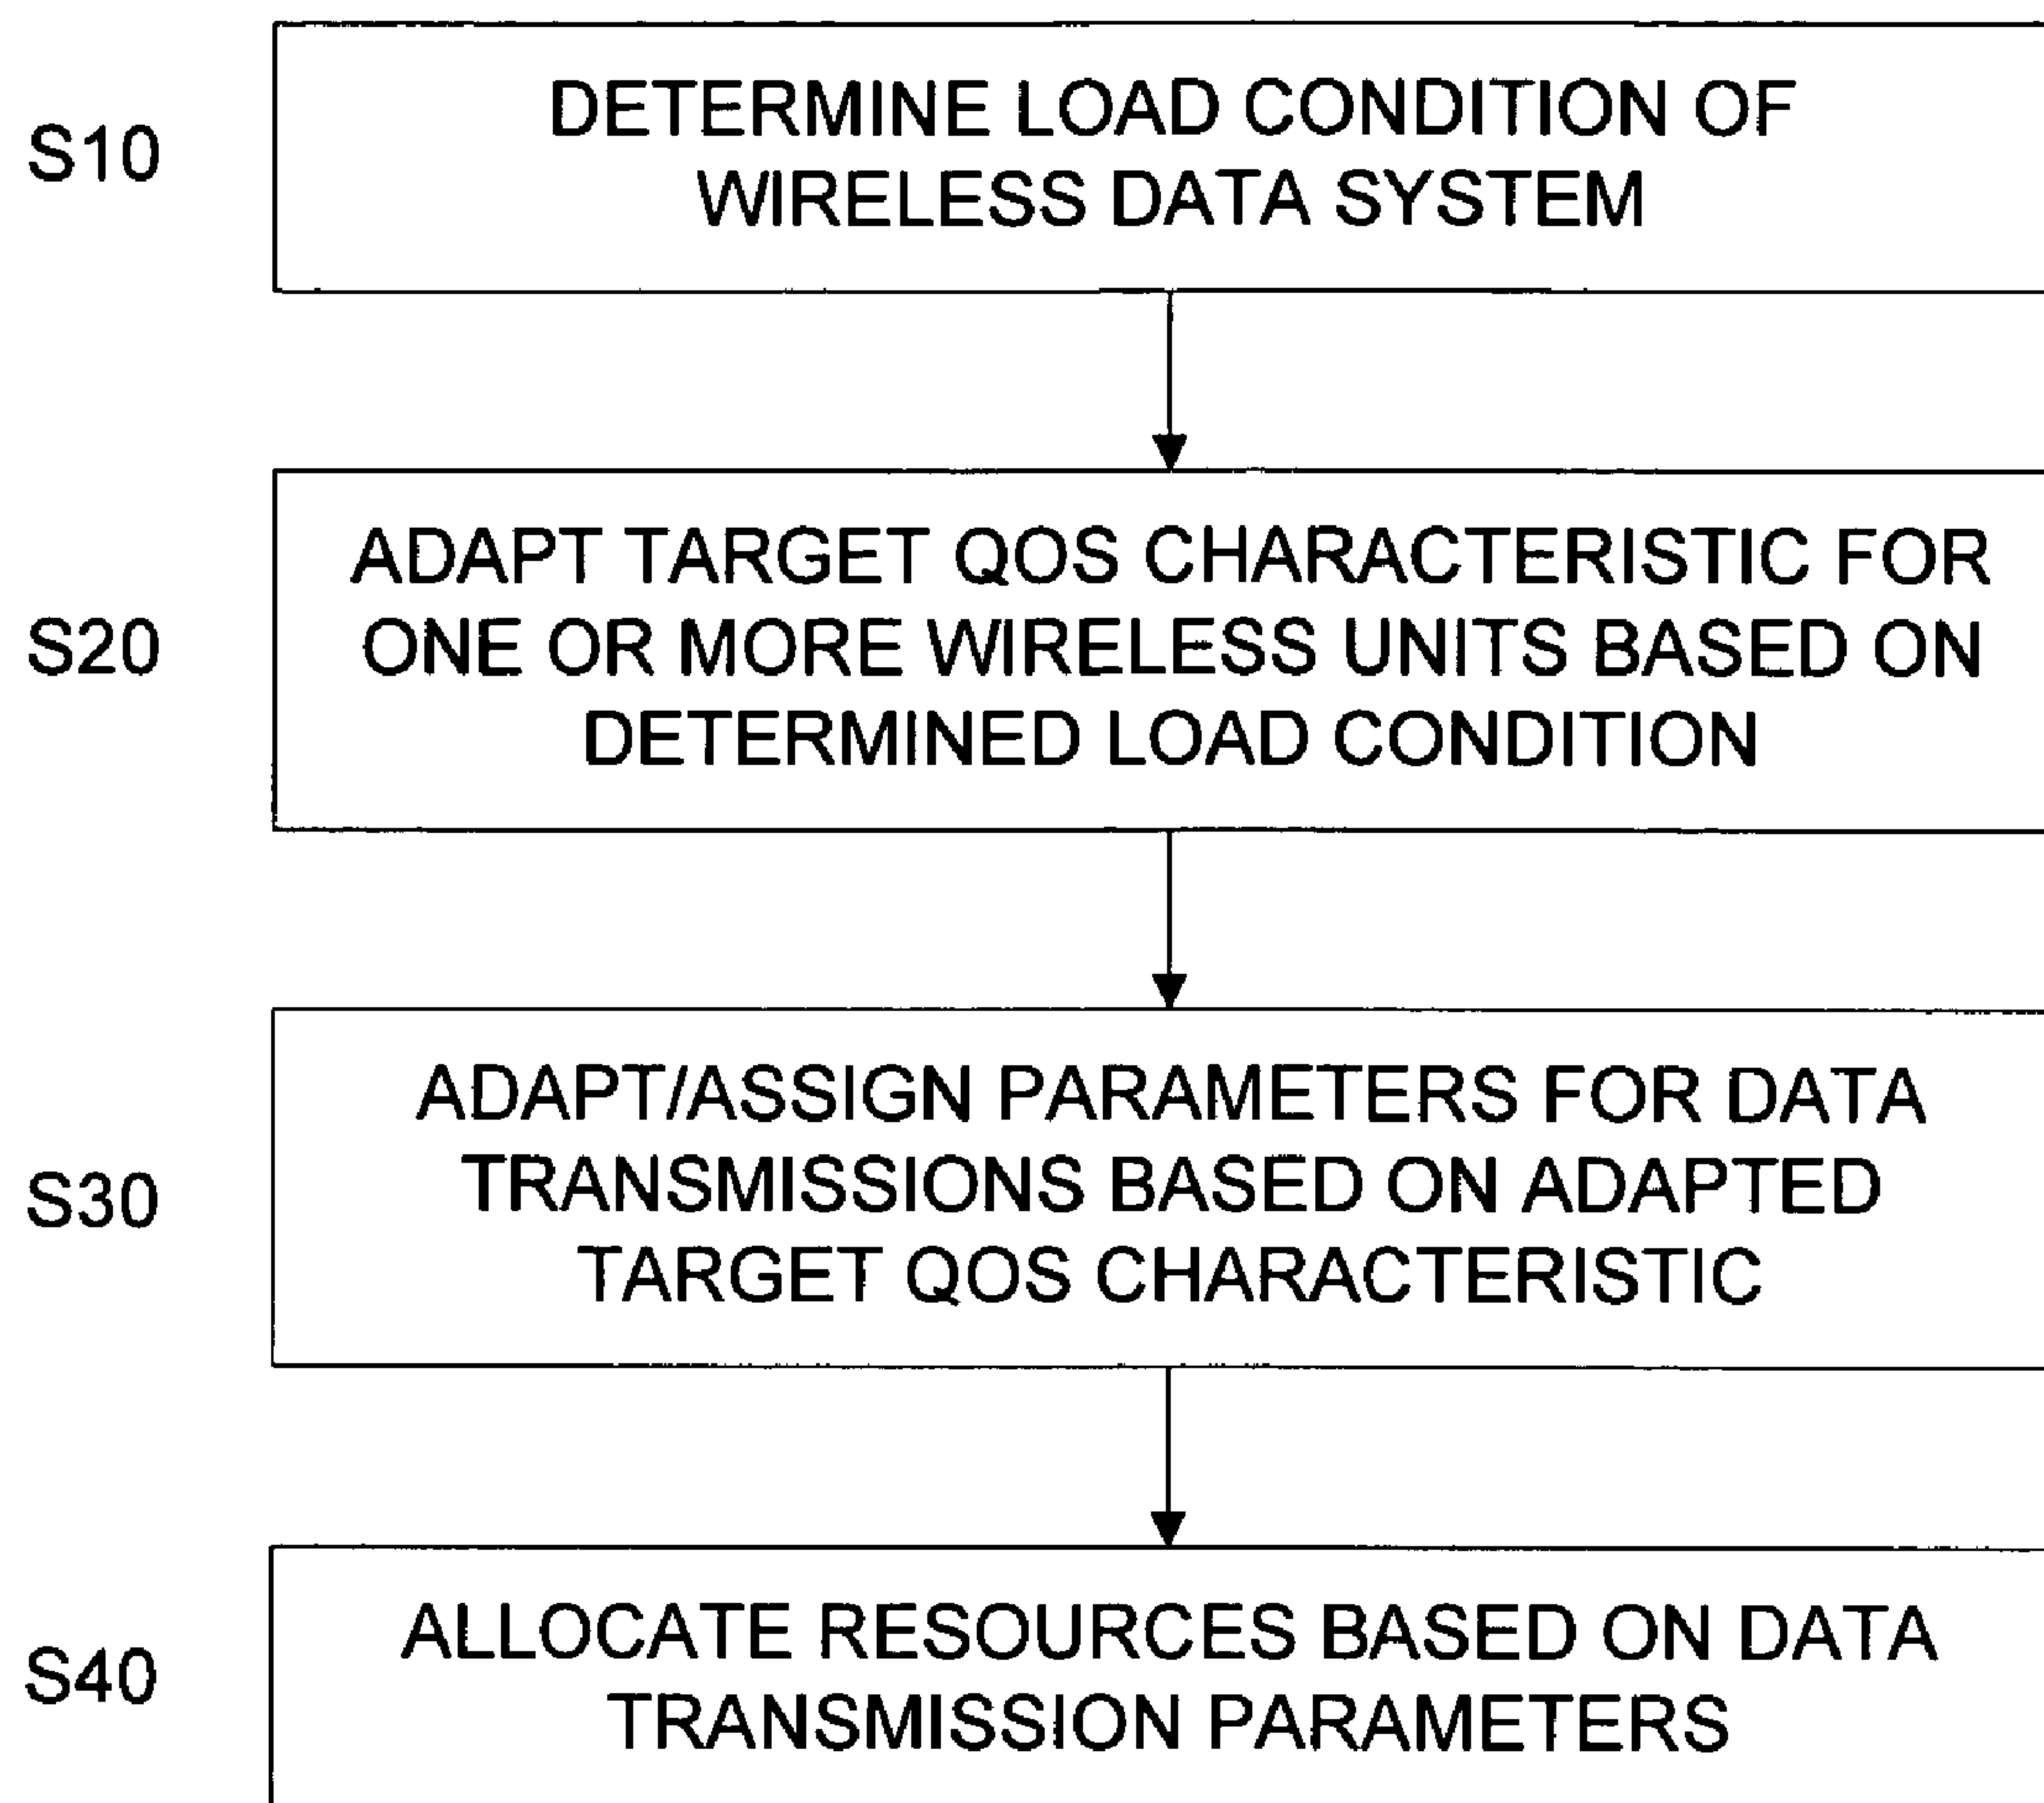 S10
DETERMINE LOAD CONDITION OF
WIRELESS DATA SYSTEM
S20
ADAPT TARGET QOS CHARACTERISTIC FOR
ONE OR MORE WIRELESS UNITS BASED ON
DETERMINED LOAD CONDITION
S30
ADAPT/ASSIGN PARAMETERS FOR DATA
TRANSMISSIONS BASED ON ADAPTED
TARGET QOS CHARACTERISTIC
S40
ALLOCATE RESOURCES BASED ON DATA
TRANSMISSION PARAMETERS